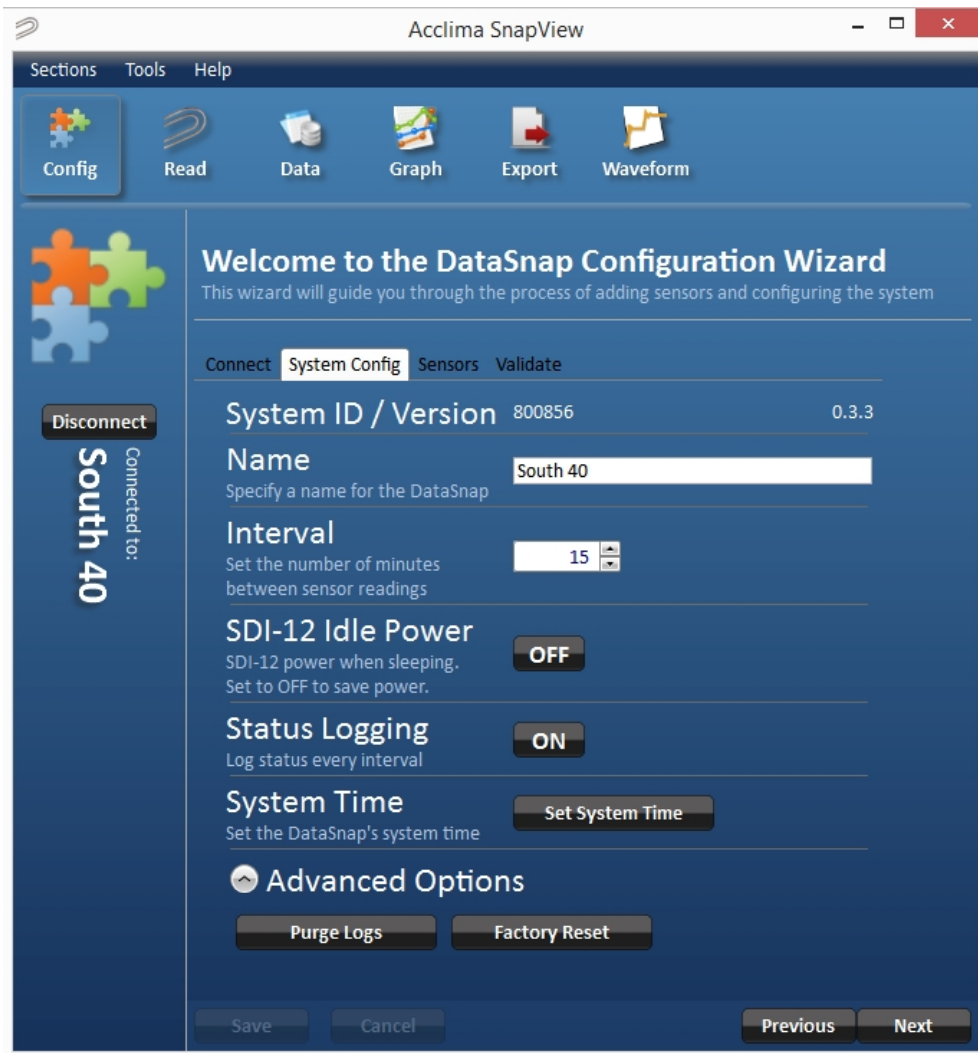 Acclima SnapView
Sections Tools Help
Config Read Data Graph Export Waveform
Welcome to the DataSnap Configuration Wizard
This wizard will guide you through the process of adding sensors and configuring the system
Disconnect
Connected to:
South 40
Connect System Config Sensors Validate
System ID / Version 800856 0.3.3
Name
Specify a name for the DataSnap
South 40
Interval
Set the number of minutes
between sensor readings
15
SDI-12 Idle Power
SDI-12 power when sleeping.
Set to OFF to save power.
OFF
Status Logging
Log status every interval
ON
System Time
Set the DataSnap's system time
Set System Time
Advanced Options
Purge Logs Factory Reset
Save Cancel Previous Next